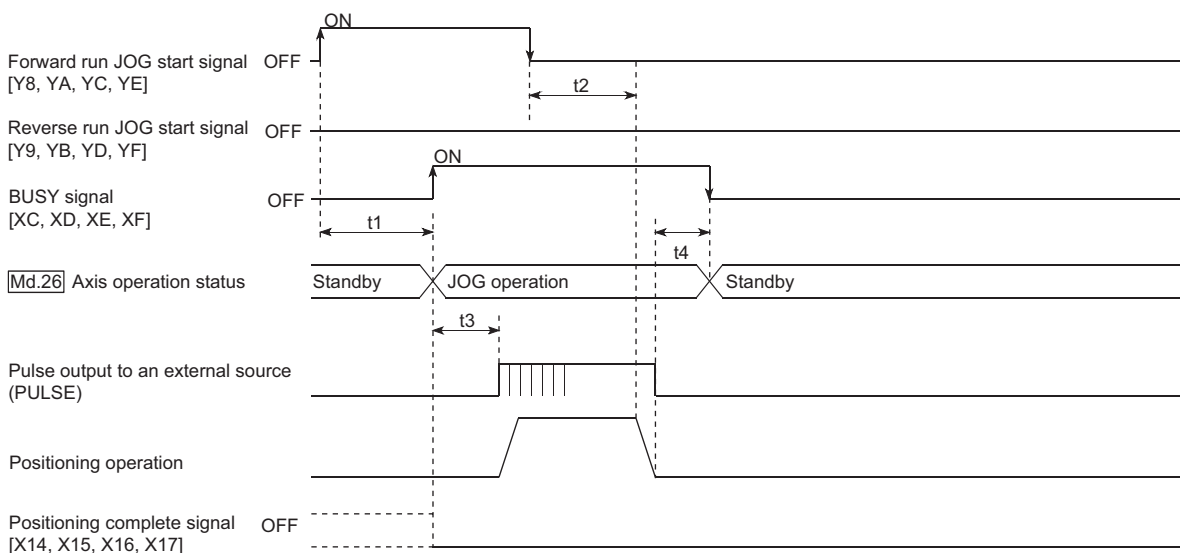 ON
Forward run JOG start signal OFF
[Y8, YA, YC, YE]
t2
Reverse run JOG start signal OFF
[Y9, YB, YD, YF]
ON
BUSY signal OFF
[XC, XD, XE, XF]
t1
t4
Md.26 Axis operation status Standby JOG operation Standby
t3
Pulse output to an external source
(PULSE)
Positioning operation
Positioning complete signal OFF
[X14, X15, X16, X17]